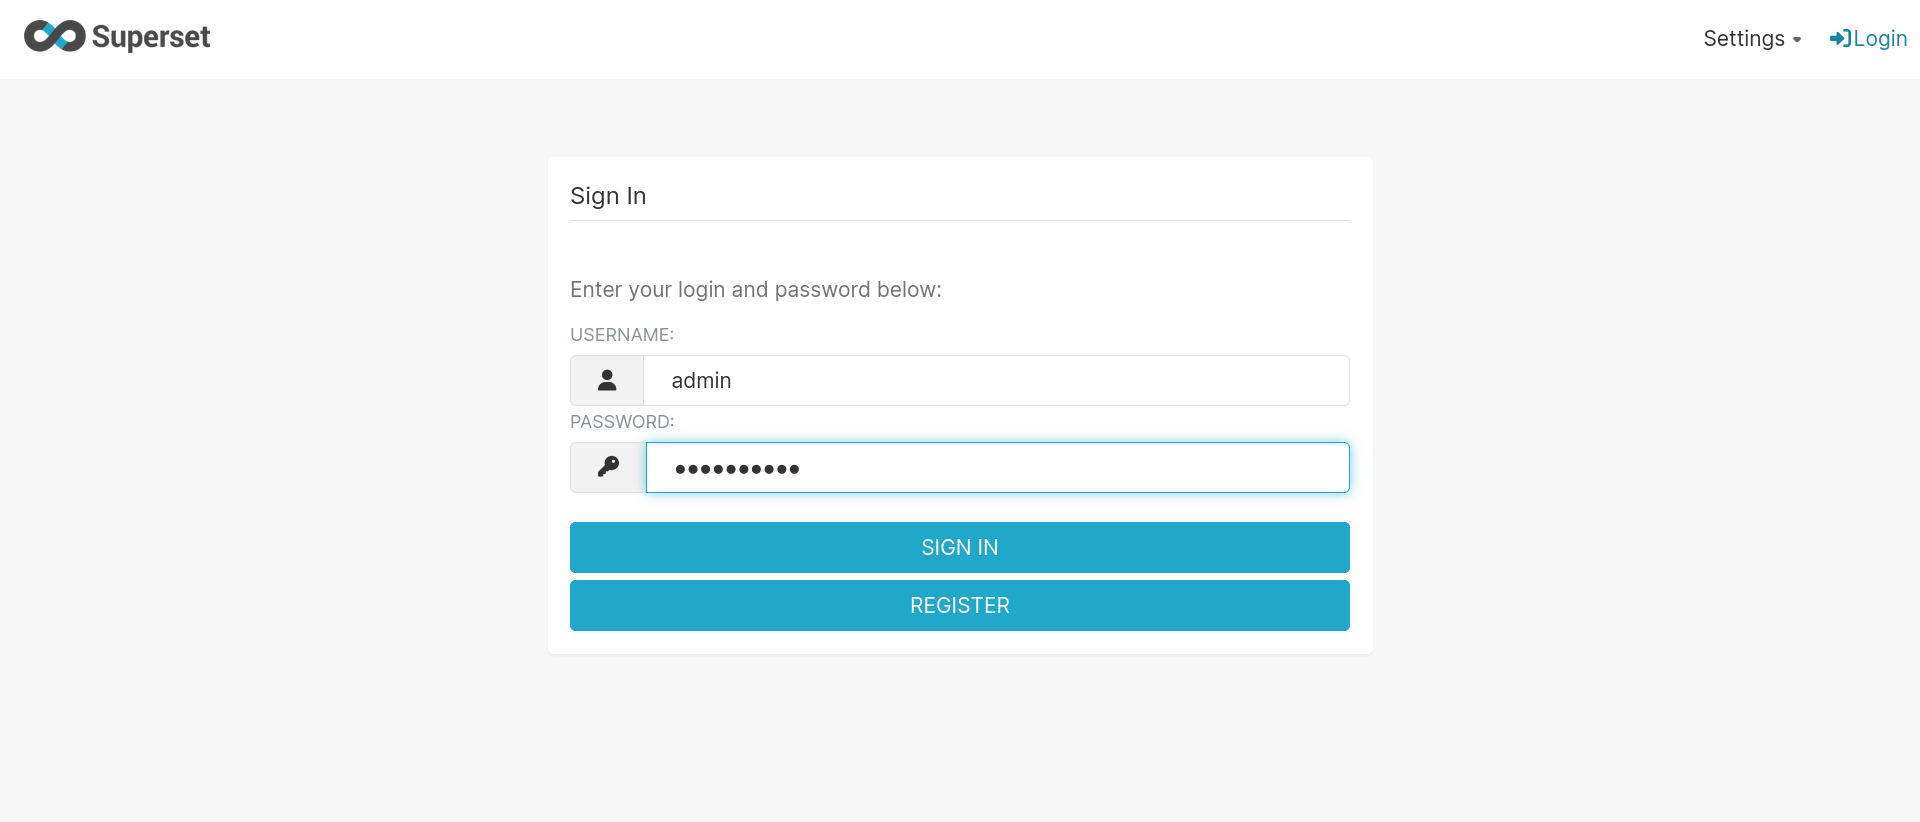 Superset
Settings
Login
Sign In
Enter your login and password below:
USERNAME:
admin
PASSWORD:
••••••••••
SIGN IN
REGISTER